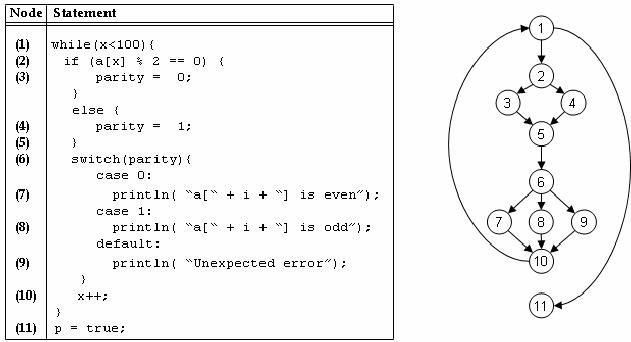 Node Statement
(1) while(x<100){
(2) if (a[x] % 2 == 0) {
(3) parity = 0;
}
else {
(4) parity = 1;
(5) }
(6) switch(parity){
case 0:
(7) println( “a[“ + i + “] is even”);
case 1:
(8) println( “a[“ + i + “] is odd”);
default:
(9) println( “Unexpected error”);
}
(10) x++;
}
(11) p = true;
1
2
3 4
5
6
7 8 9
10
11